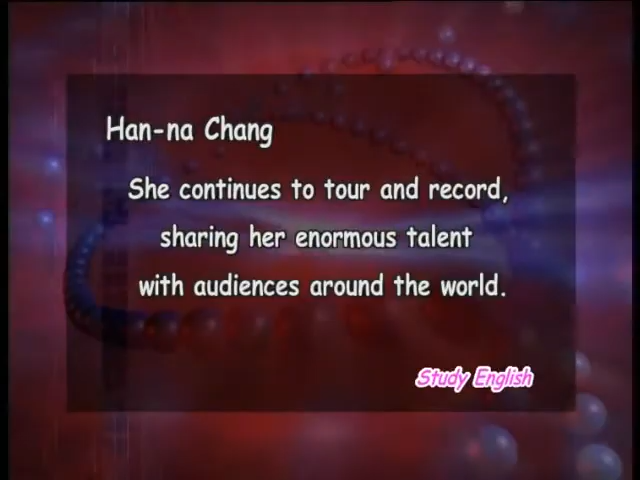 Han-na Chang
She continues to tour and record,
sharing her enormous talent
with audiences around the world.
Study English